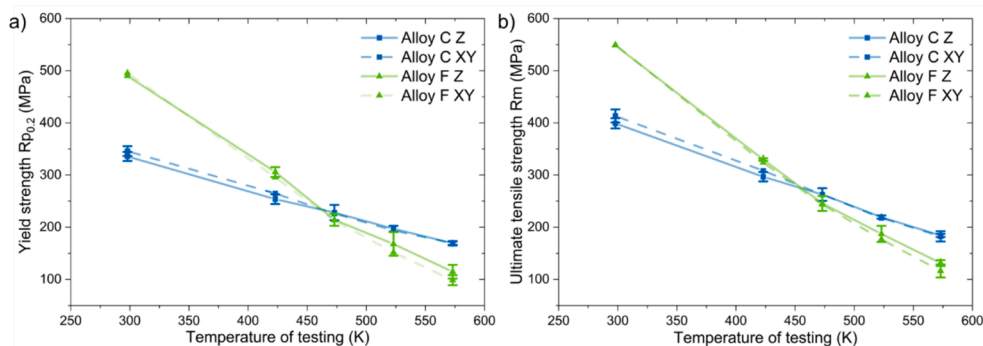 a)
Alloy C Z
Alloy C XY
Alloy F Z
Alloy F XY
600
500
400
300
200
100
Yield strength Rp0,2 (MPa)
250 300 350 400 450 500 550 600
Temperature of testing (K)
b)
Alloy C Z
Alloy C XY
Alloy F Z
Alloy F XY
600
500
400
300
200
100
Ultimate tensile strength Rm (MPa)
250 300 350 400 450 500 550 600
Temperature of testing (K)